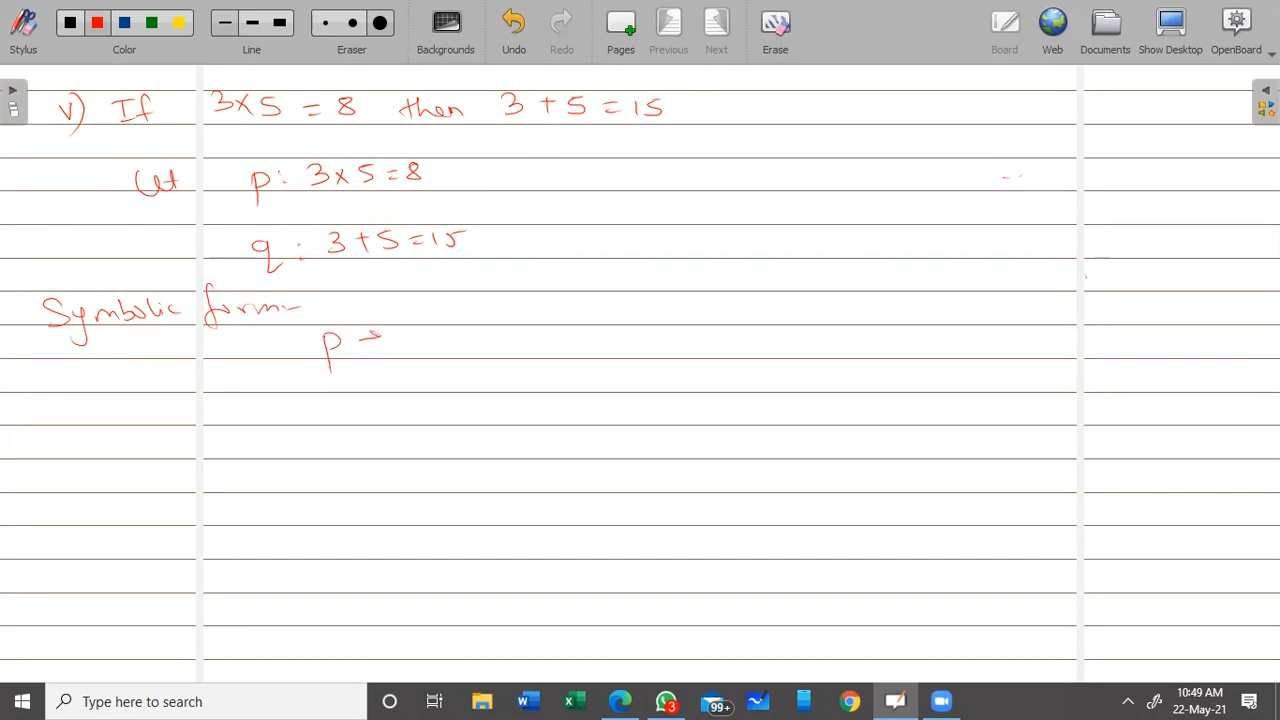 Stylus
Color
Line
Eraser
Backgrounds
Undo
Redo
Pages
Previous
Next
Erase
Board
Web
Documents
Show Desktop
OpenBoard
v) If 3×5 = 8 then 3 + 5 = 15
Let p: 3×5=8
q : 3+5=15
Symbolic form
p →
Type here to search
3
99+
10:49 AM
22-May-21